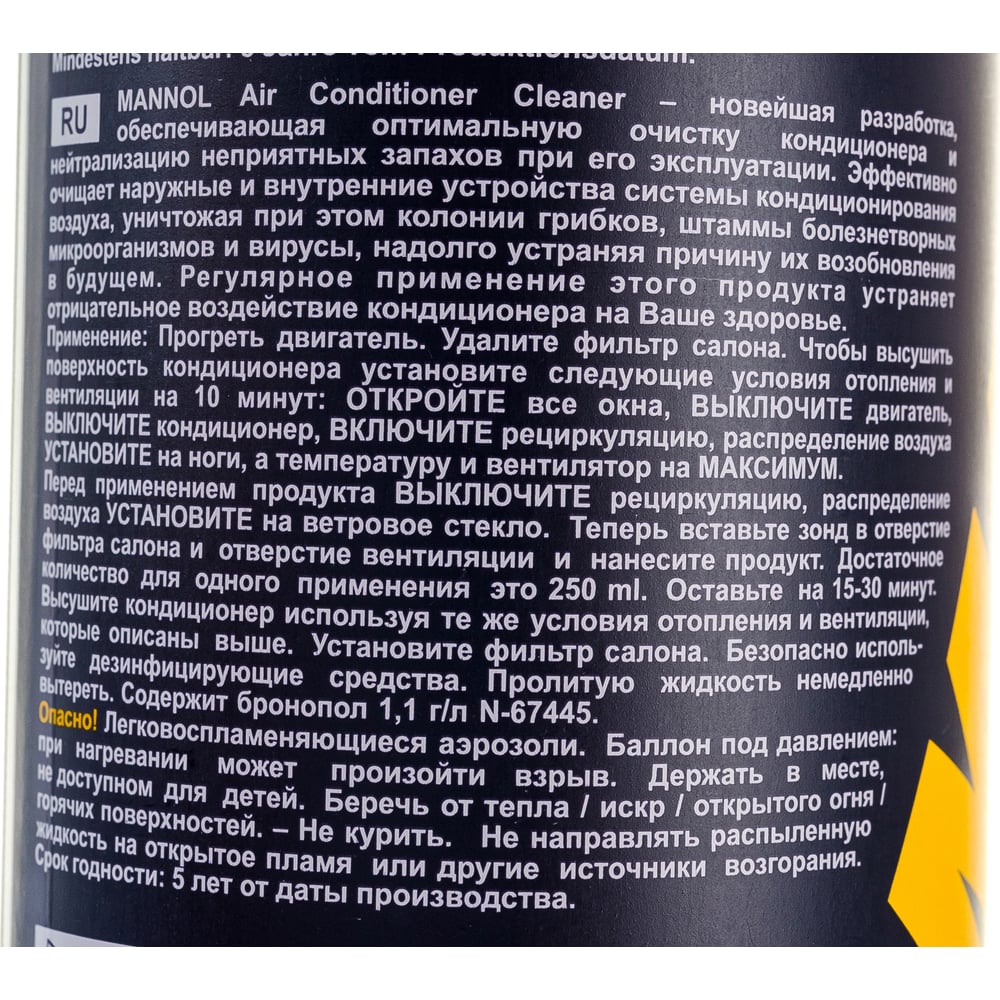 Mindestens haltbar: 5 Jahre vom Produktionsdatum.
RU MANNOL Air Conditioner Cleaner – новейшая разработка,
обеспечивающая оптимальную очистку кондиционера и
нейтрализацию неприятных запахов при его эксплуатации. Эффективно
очищает наружные и внутренние устройства системы кондиционирования
воздуха, уничтожая при этом колонии грибков, штаммы болезнетворных
микроорганизмов и вирусы, надолго устраняя причину их возобновления
в будущем. Регулярное применение этого продукта устраняет
отрицательное воздействие кондиционера на Ваше здоровье.
Применение: Прогреть двигатель. Удалите фильтр салона. Чтобы высушить
поверхность кондиционера установите следующие условия отопления и
вентиляции на 10 минут: ОТКРОЙТЕ все окна, ВЫКЛЮЧИТЕ двигатель,
ВЫКЛЮЧИТЕ кондиционер, ВКЛЮЧИТЕ рециркуляцию, распределение воздуха
УСТАНОВИТЕ на ноги, а температуру и вентилятор на МАКСИМУМ.
Перед применением продукта ВЫКЛЮЧИТЕ рециркуляцию, распределение
воздуха УСТАНОВИТЕ на ветровое стекло. Теперь вставьте зонд в отверстие
фильтра салона и отверстие вентиляции и нанесите продукт. Достаточное
количество для одного применения это 250 ml. Оставьте на 15-30 минут.
Высушите кондиционер используя те же условия отопления и вентиляции,
которые описаны выше. Установите фильтр салона. Безопасно исполь-
зуйте дезинфицирующие средства. Пролитую жидкость немедленно
вытереть. Содержит бронопол 1,1 г/л N-67445.
Опасно! Легковоспламеняющиеся аэрозоли. Баллон под давлением:
при нагревании может произойти взрыв. Держать в месте,
не доступном для детей. Беречь от тепла / искр / открытого огня /
горячих поверхностей. – Не курить. Не направлять распыленную
жидкость на открытое пламя или другие источники возгорания.
Срок годности: 5 лет от даты производства.